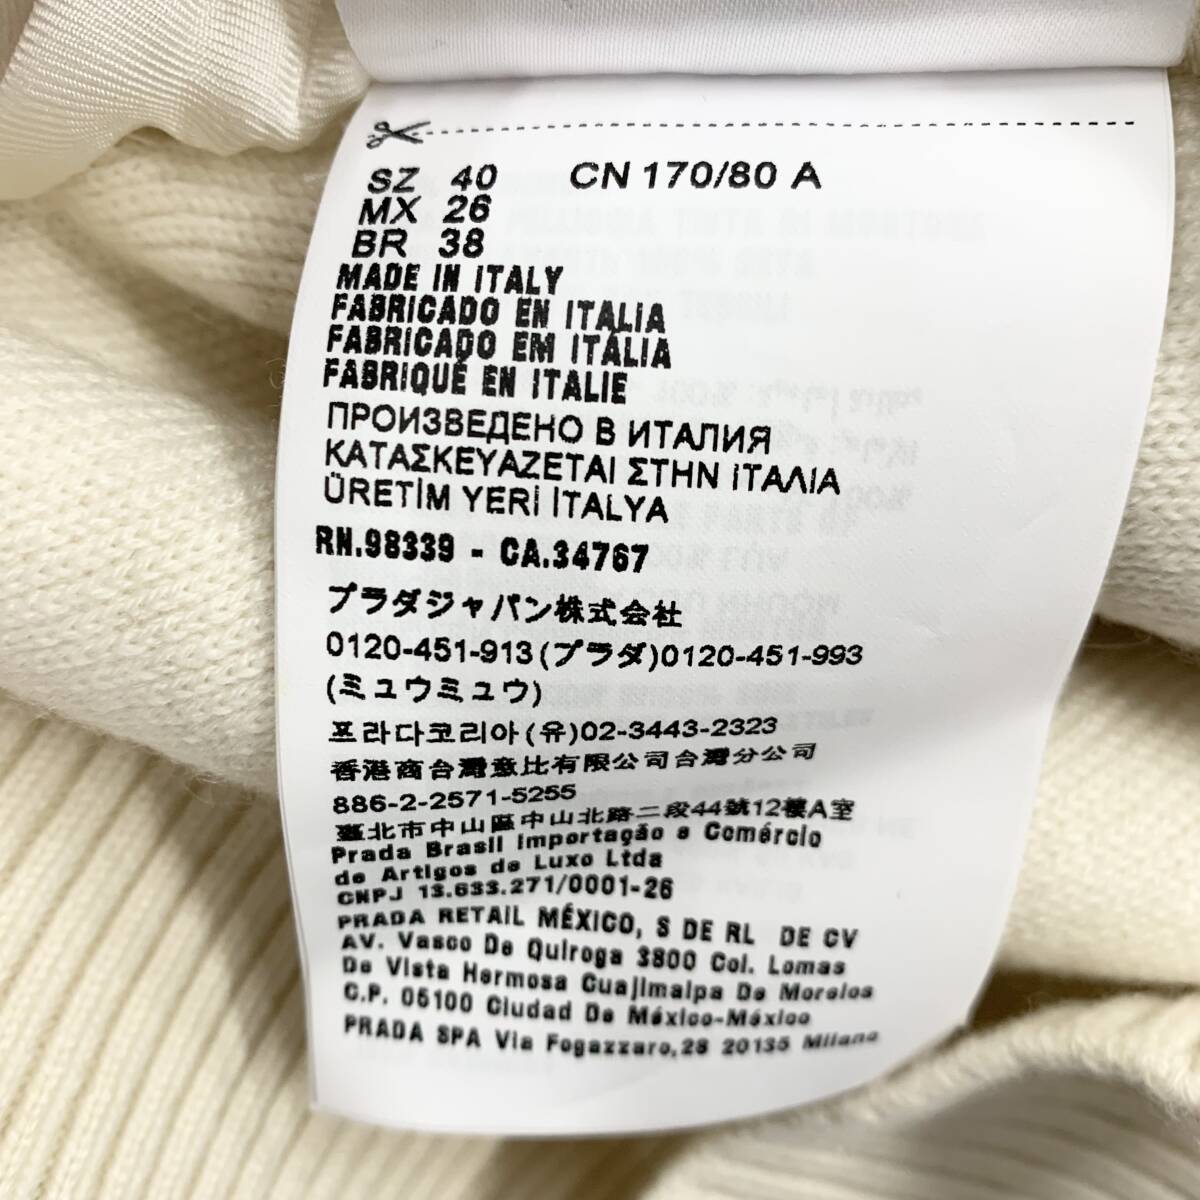 SZ 40 CN 170/80 A
MX 26
BR 38
MADE IN ITALY
FABRICADO EN ITALIA
FABRICADO EM ITÁLIA
FABRIQUÉ EN ITALIE
ПРОИЗВЕДЕНО В ИТАЛИЯ
ΚΑΤΑΣΚΕΥΑΖΕΤΑΙ ΣΤΗΝ ΙΤΑΛΙΑ
ÜRETİM YERİ İTALYA
RN.98339 - CA.34767
プラダジャパン株式会社
0120-451-913(プラダ)0120-451-993
(ミュウミュウ)
프라다코리아(유)02-3443-2323
香港商台灣意比有限公司台灣分公司
886-2-2571-5255
臺北市中山區中山北路二段44號12樓A室
Prada Brasil Importação e Comércio
de Artigos de Luxo Ltda
CNPJ 13.633.271/0001-26
PRADA RETAIL MÉXICO, S DE RL DE CV
AV. Vasco De Quiroga 3800 Col. Lomas
De Vista Hermosa Cuajimalpa De Morelos
C.P. 05100 Ciudad De México-México
PRADA SPA Via Fogazzaro,28 20135 Milano